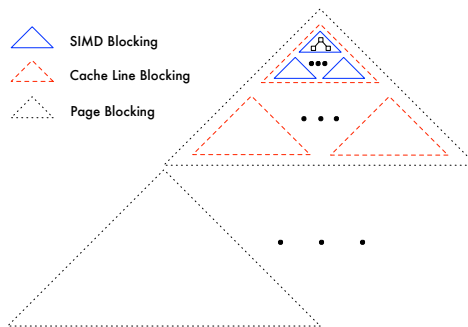 SIMD Blocking
Cache Line Blocking
Page Blocking